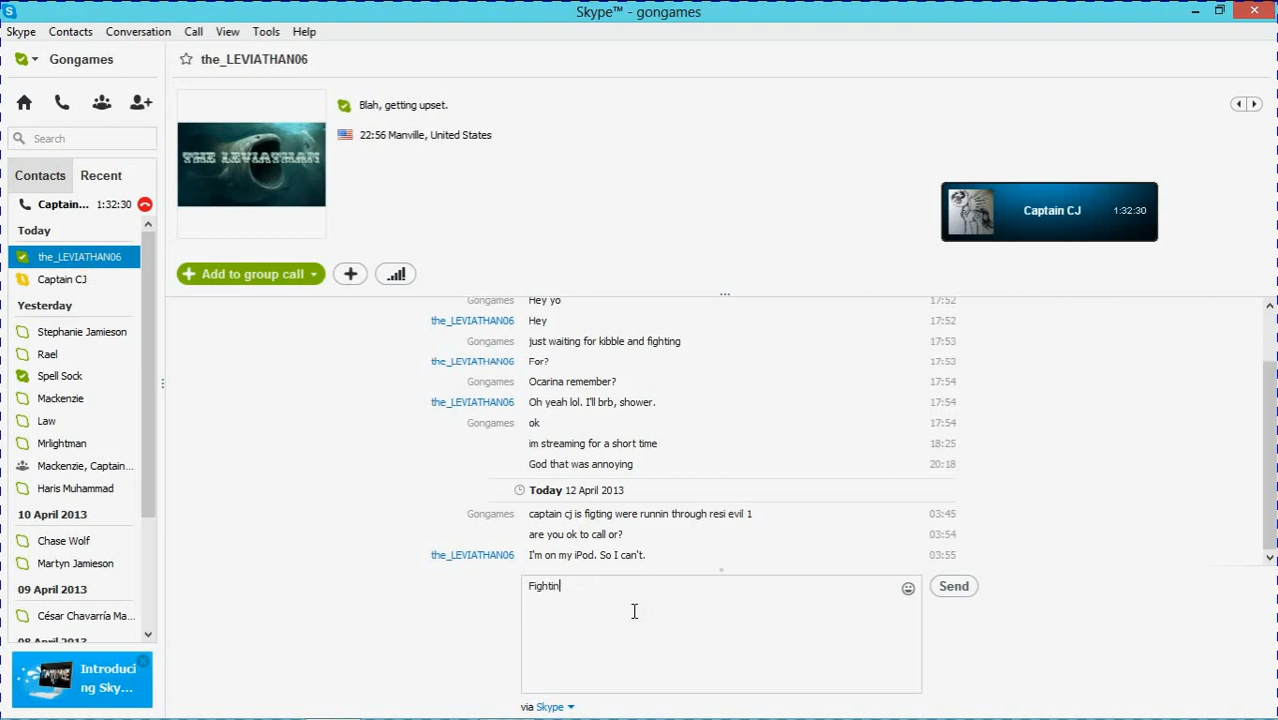 Skype™ - gongames
Skype Contacts Conversation Call View Tools Help
Gongames
Search
Contacts Recent
Captain... 1:32:30
Today
the_LEVIATHAN06
Captain CJ
Yesterday
Stephanie Jamieson
Rael
Spell Sock
Mackenzie
Law
Mrlightman
Mackenzie, Captain...
Haris Muhammad
10 April 2013
Chase Wolf
Martyn Jamieson
09 April 2013
César Chavarría Ma...
08 April 2013
Introduci
ng Sky...
the_LEVIATHAN06
THE LEVIATHAN
Blah, getting upset.
22:56 Manville, United States
Captain CJ 1:32:30
Add to group call
Gongames Hey yo 17:52
the_LEVIATHAN06 Hey 17:52
Gongames just waiting for kibble and fighting 17:53
the_LEVIATHAN06 For? 17:53
Gongames Ocarina remember? 17:54
the_LEVIATHAN06 Oh yeah lol. I'll brb, shower. 17:54
Gongames ok 17:54
im streaming for a short time 18:25
God that was annoying 20:18
Today 12 April 2013
Gongames captain cj is figting were runnin through resi evil 1 03:45
are you ok to call or? 03:54
the_LEVIATHAN06 I'm on my iPod. So I can't. 03:55
Fightin
Send
via Skype